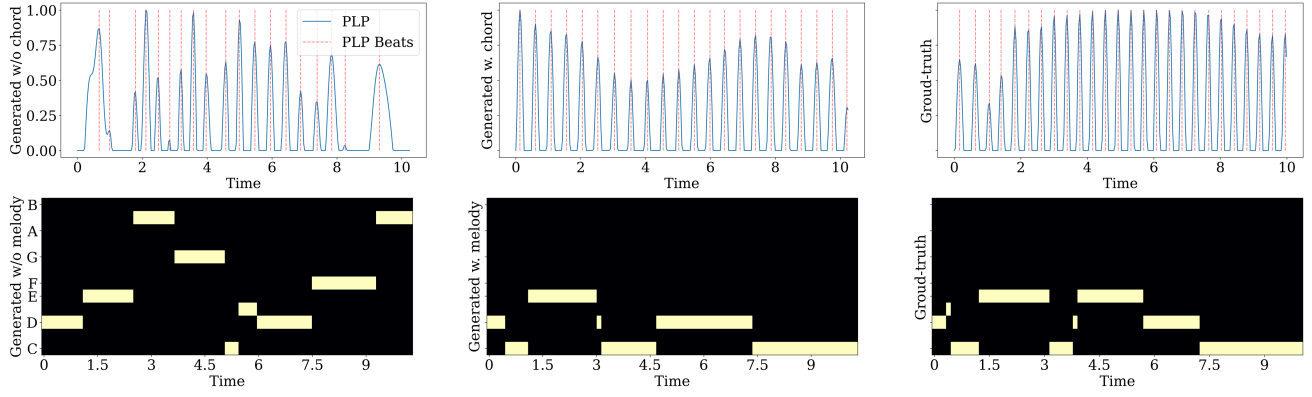 Generated w/o chord
1.00
0.75
0.50
0.25
0.00
PLP
PLP Beats
0 2 4 6 8 10
Time
Generated w. chord
0 2 4 6 8 10
Time
Groud-truth
0 2 4 6 8 10
Time
Generated w/o melody
B
A
G
F
E
D
C
0 1.5 3 4.5 6 7.5 9
Time
Generated w. melody
0 1.5 3 4.5 6 7.5 9
Time
Groud-truth
0 1.5 3 4.5 6 7.5 9
Time